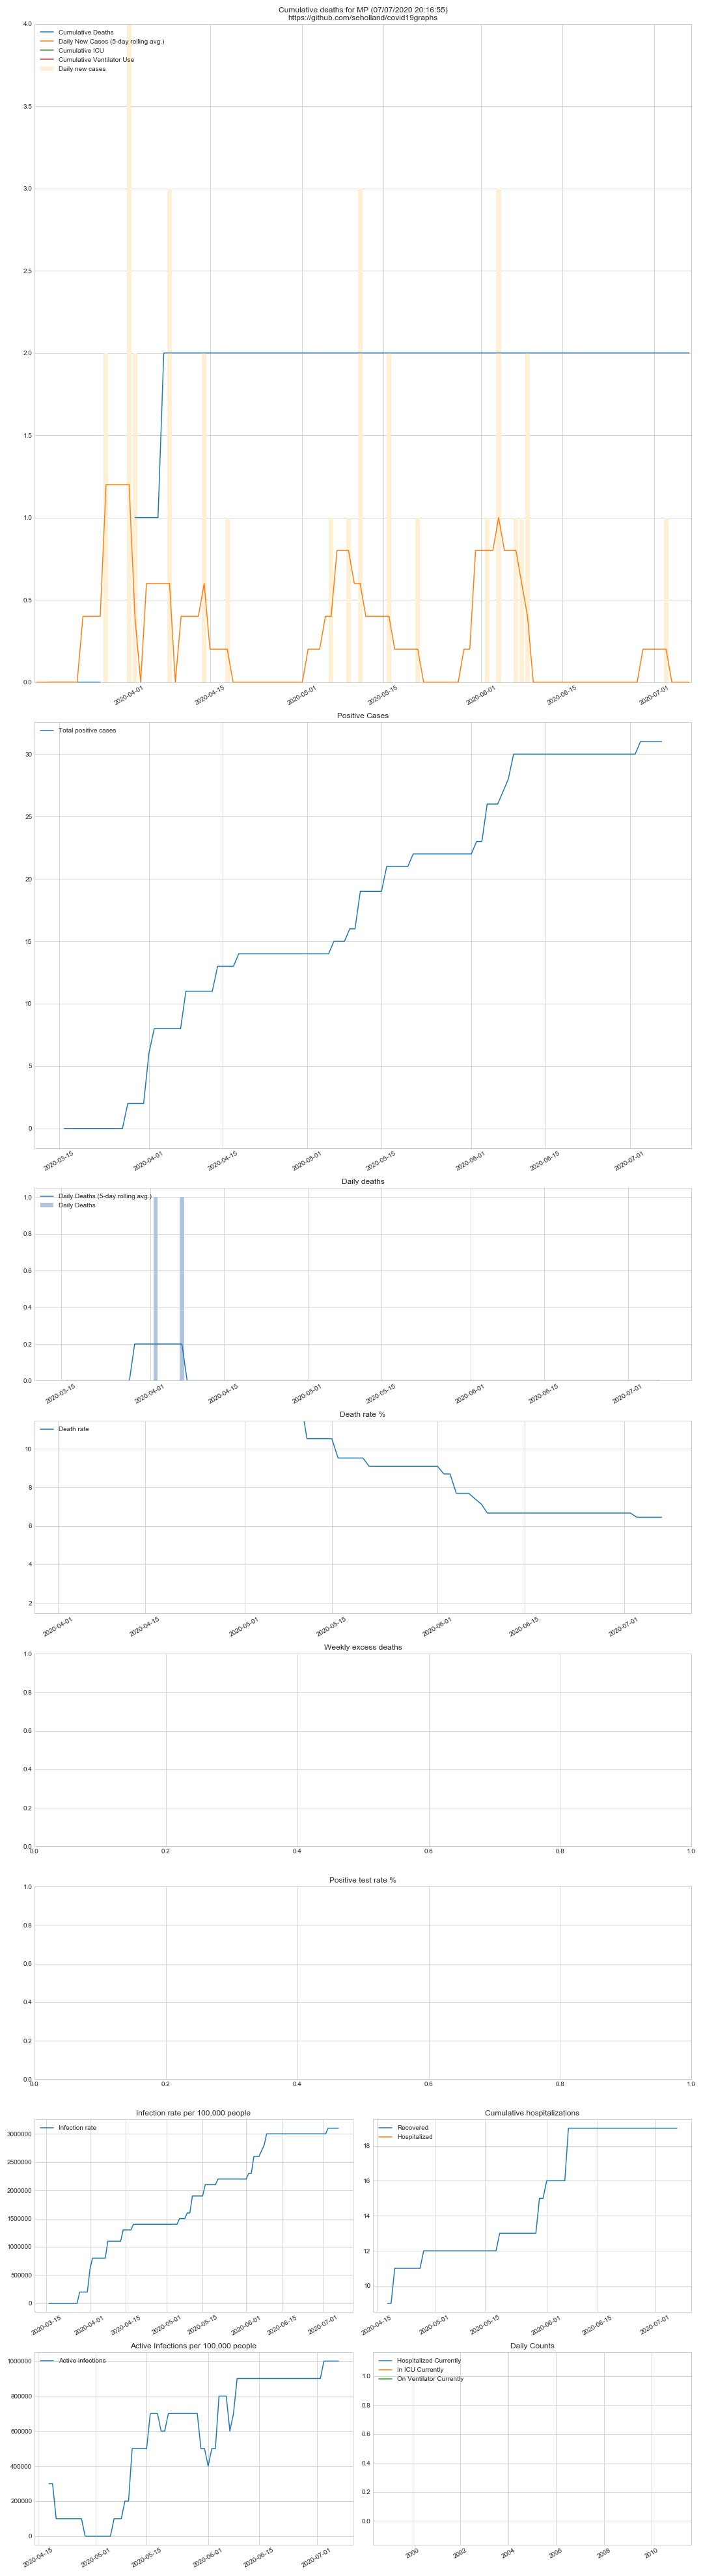 Cumulative deaths for MP (07/07/2020 20:16:55)
https://github.com/seholland/covid19graphs
Cumulative Deaths
Daily New Cases (5-day rolling avg.)
Cumulative ICU
Cumulative Ventilator Use
Daily new cases
4.0
3.5
3.0
2.5
2.0
1.5
1.0
0.5
0.0
2020-04-01 2020-04-15 2020-05-01 2020-05-15 2020-06-01 2020-06-15 2020-07-01
Positive Cases
Total positive cases
30
25
20
15
10
5
0
2020-03-15 2020-04-01 2020-04-15 2020-05-01 2020-05-15 2020-06-01 2020-06-15 2020-07-01
Daily deaths
Daily Deaths (5-day rolling avg.)
Daily Deaths
1.0
0.8
0.6
0.4
0.2
0.0
2020-03-15 2020-04-01 2020-04-15 2020-05-01 2020-05-15 2020-06-01 2020-06-15 2020-07-01
Death rate %
Death rate
10
8
6
4
2
2020-04-01 2020-04-15 2020-05-01 2020-05-15 2020-06-01 2020-06-15 2020-07-01
Weekly excess deaths
1.0
0.8
0.6
0.4
0.2
0.0
0.0 0.2 0.4 0.6 0.8 1.0
Positive test rate %
1.0
0.8
0.6
0.4
0.2
0.0
0.0 0.2 0.4 0.6 0.8 1.0
Infection rate per 100,000 people
Infection rate
3000000
2500000
2000000
1500000
1000000
500000
0
2020-03-15 2020-04-01 2020-04-15 2020-05-01 2020-05-15 2020-06-01 2020-06-15 2020-07-01
Cumulative hospitalizations
Recovered
Hospitalized
18
16
14
12
10
2020-04-15 2020-05-01 2020-05-15 2020-06-01 2020-06-15 2020-07-01
Active Infections per 100,000 people
Active infections
1000000
800000
600000
400000
200000
0
2020-04-15 2020-05-01 2020-05-15 2020-06-01 2020-06-15 2020-07-01
Daily Counts
Hospitalized Currently
In ICU Currently
On Ventilator Currently
1.0
0.8
0.6
0.4
0.2
0.0
2000 2002 2004 2006 2008 2010